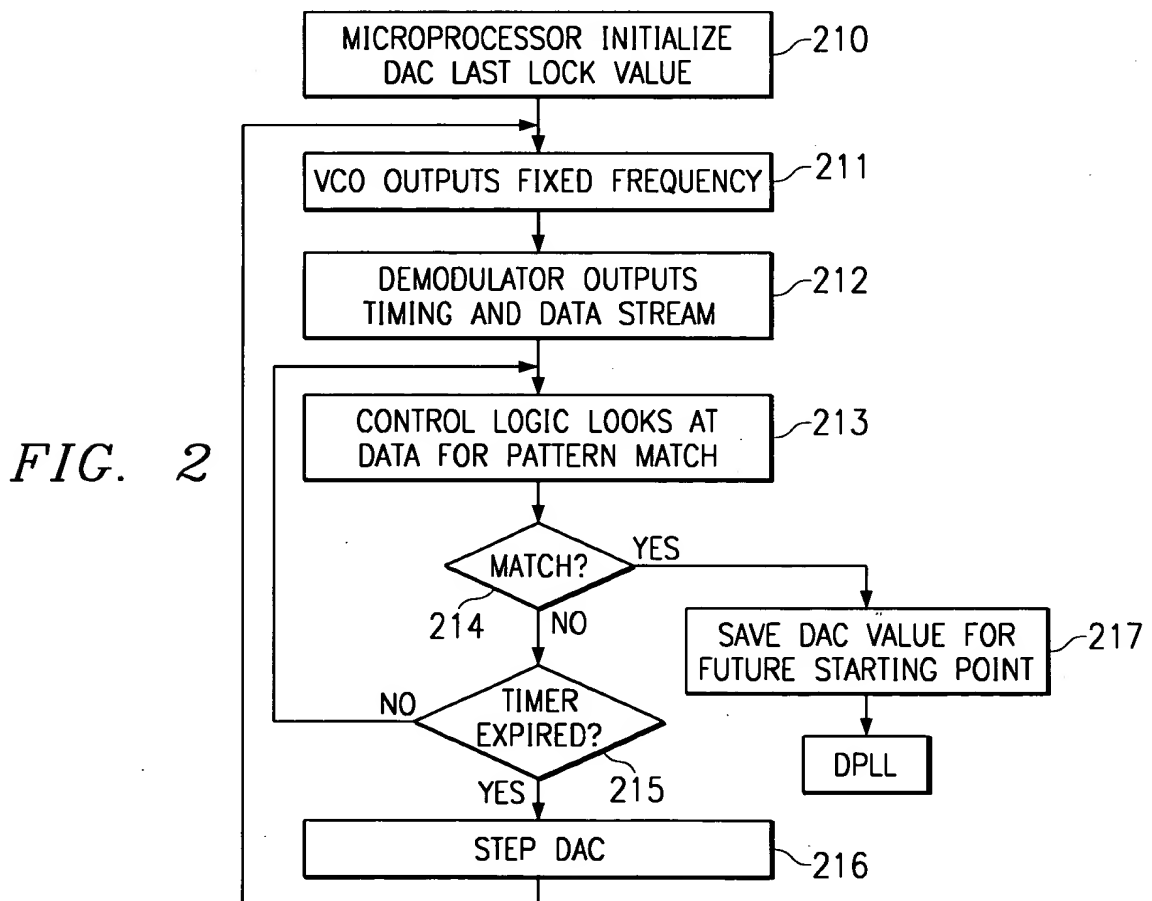 MICROPROCESSOR INITIALIZE
DAC LAST LOCK VALUE
210
VCO OUTPUTS FIXED FREQUENCY
211
DEMODULATOR OUTPUTS
TIMING AND DATA STREAM
212
CONTROL LOGIC LOOKS AT
DATA FOR PATTERN MATCH
213
FIG. 2
MATCH?
YES
214
NO
SAVE DAC VALUE FOR
FUTURE STARTING POINT
217
NO
TIMER
EXPIRED?
DPLL
YES
215
STEP DAC
216